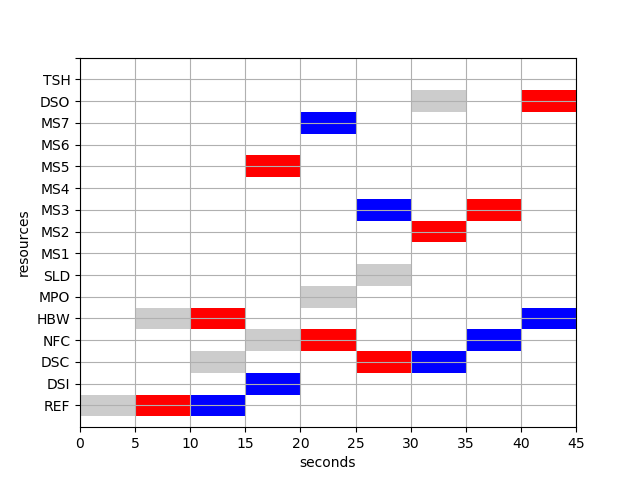 TSH
DSO
MS7
MS6
MS5
MS4
MS3
MS2
MS1
SLD
MPO
HBW
NFC
DSC
DSI
REF
resources
0 5 10 15 20 25 30 35 40 45
seconds